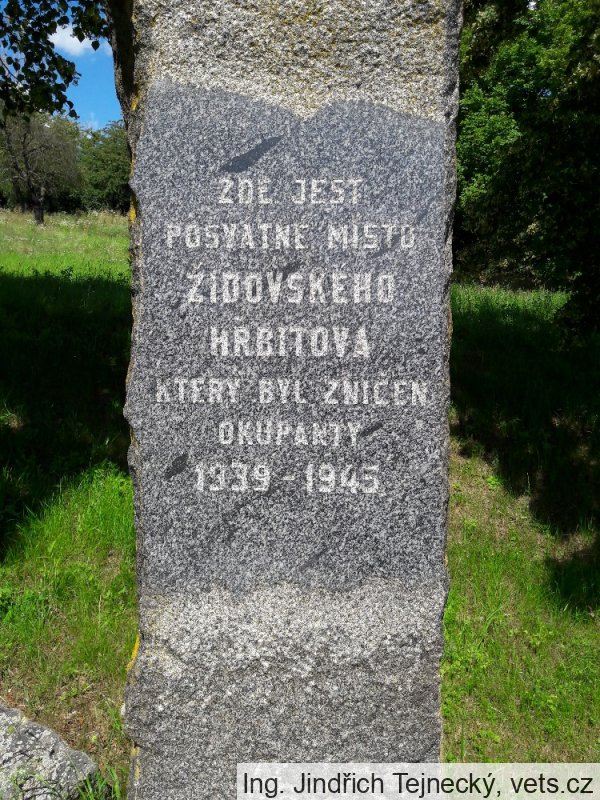 ZDE JEST
POSVÁTNÉ MÍSTO
ŽIDOVSKÉHO
HŘBITOVA
KTERÝ BYL ZNIČEN
OKUPANTY
1939 - 1945
Ing. Jindřich Tejnecký, vets.cz